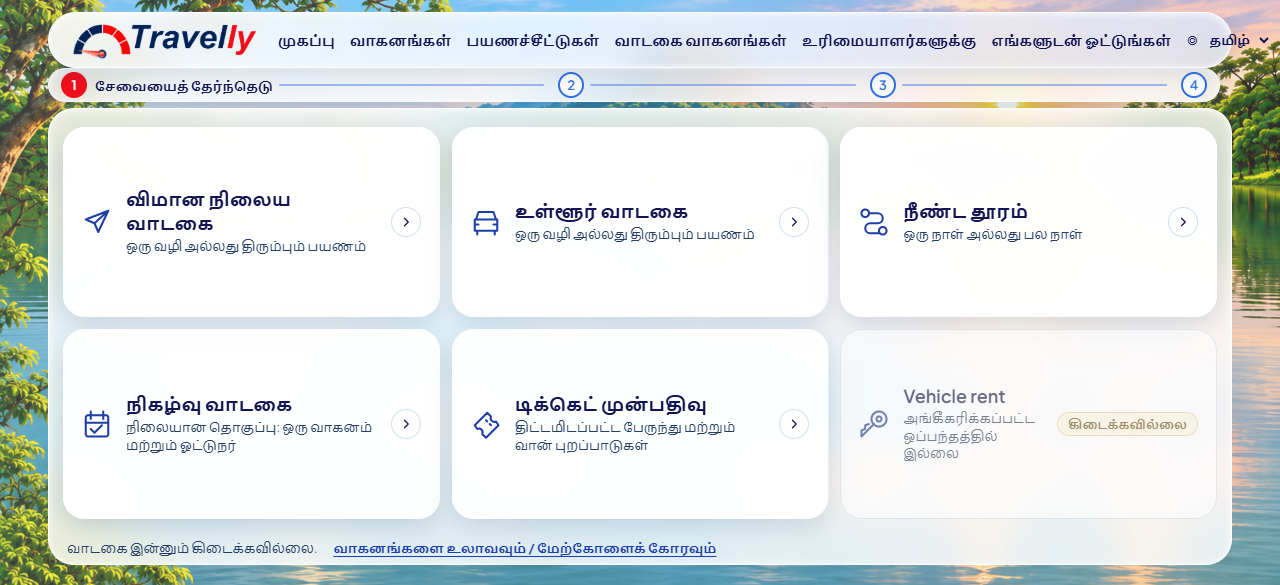 Travelly
முகப்பு
வாகனங்கள்
பயணச்சீட்டுகள்
வாடகை வாகனங்கள்
உரிமையாளர்களுக்கு
எங்களுடன் ஓட்டுங்கள்
தமிழ்
1
சேவையைத் தேர்ந்தெடு
2
3
4
விமான நிலைய
வாடகை
ஒரு வழி அல்லது திரும்பும் பயணம்
உள்ளூர் வாடகை
ஒரு வழி அல்லது திரும்பும் பயணம்
நீண்ட தூரம்
ஒரு நாள் அல்லது பல நாள்
நிகழ்வு வாடகை
நிலையான தொகுப்பு: ஒரு வாகனம்
மற்றும் ஓட்டுநர்
டிக்கெட் முன்பதிவு
திட்டமிடப்பட்ட பேருந்து மற்றும்
வான் புறப்பாடுகள்
Vehicle rent
அங்கீகரிக்கப்பட்ட
ஒப்பந்தத்தில்
இல்லை
கிடைக்கவில்லை
வாடகை இன்னும் கிடைக்கவில்லை.
வாகனங்களை உலாவவும் / மேற்கோளைக் கோரவும்